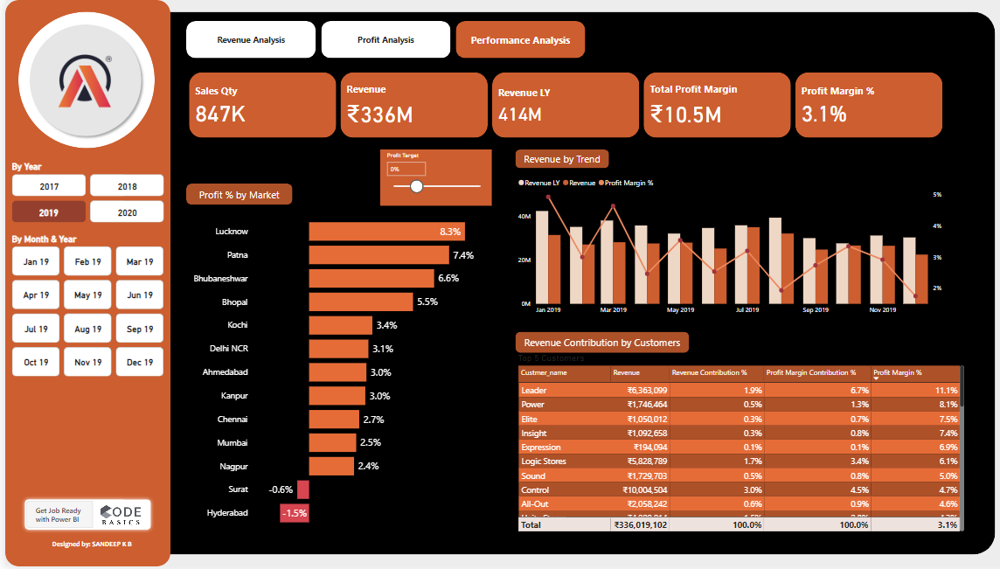 Revenue Analysis
Profit Analysis
Performance Analysis
®
Sales Qty
847K
Revenue
₹336M
Revenue LY
414M
Total Profit Margin
₹10.5M
Profit Margin %
3.1%
By Year
2017
2018
2019
2020
By Month & Year
Jan 19
Feb 19
Mar 19
Apr 19
May 19
Jun 19
Jul 19
Aug 19
Sep 19
Oct 19
Nov 19
Dec 19
Get Job Ready
with Power BI
CODE
BASICS
Designed by: SANDEEP K B
Profit Target
0%
Profit % by Market
Lucknow 8.3%
Patna 7.4%
Bhubaneshwar 6.6%
Bhopal 5.5%
Kochi 3.4%
Delhi NCR 3.1%
Ahmedabad 3.0%
Kanpur 3.0%
Chennai 2.7%
Mumbai 2.5%
Nagpur 2.4%
Surat -0.6%
Hyderabad -1.5%
Revenue by Trend
Revenue LY Revenue Profit Margin %
40M
20M
0M
5%
4%
3%
2%
Jan 2019 Mar 2019 May 2019 Jul 2019 Sep 2019 Nov 2019
Revenue Contribution by Customers
Top 5 Customers
Custmer_name Revenue Revenue Contribution % Profit Margin Contribution % Profit Margin %
Leader ₹6,363,099 1.9% 6.7% 11.1%
Power ₹1,746,464 0.5% 1.3% 8.1%
Elite ₹1,050,012 0.3% 0.7% 7.5%
Insight ₹1,092,658 0.3% 0.8% 7.4%
Expression ₹194,094 0.1% 0.1% 6.9%
Logic Stores ₹5,828,789 1.7% 3.4% 6.1%
Sound ₹1,729,703 0.5% 0.8% 5.0%
Control ₹10,004,504 3.0% 4.5% 4.7%
All-Out ₹2,058,242 0.6% 0.9% 4.6%
Total ₹336,019,102 100.0% 100.0% 3.1%